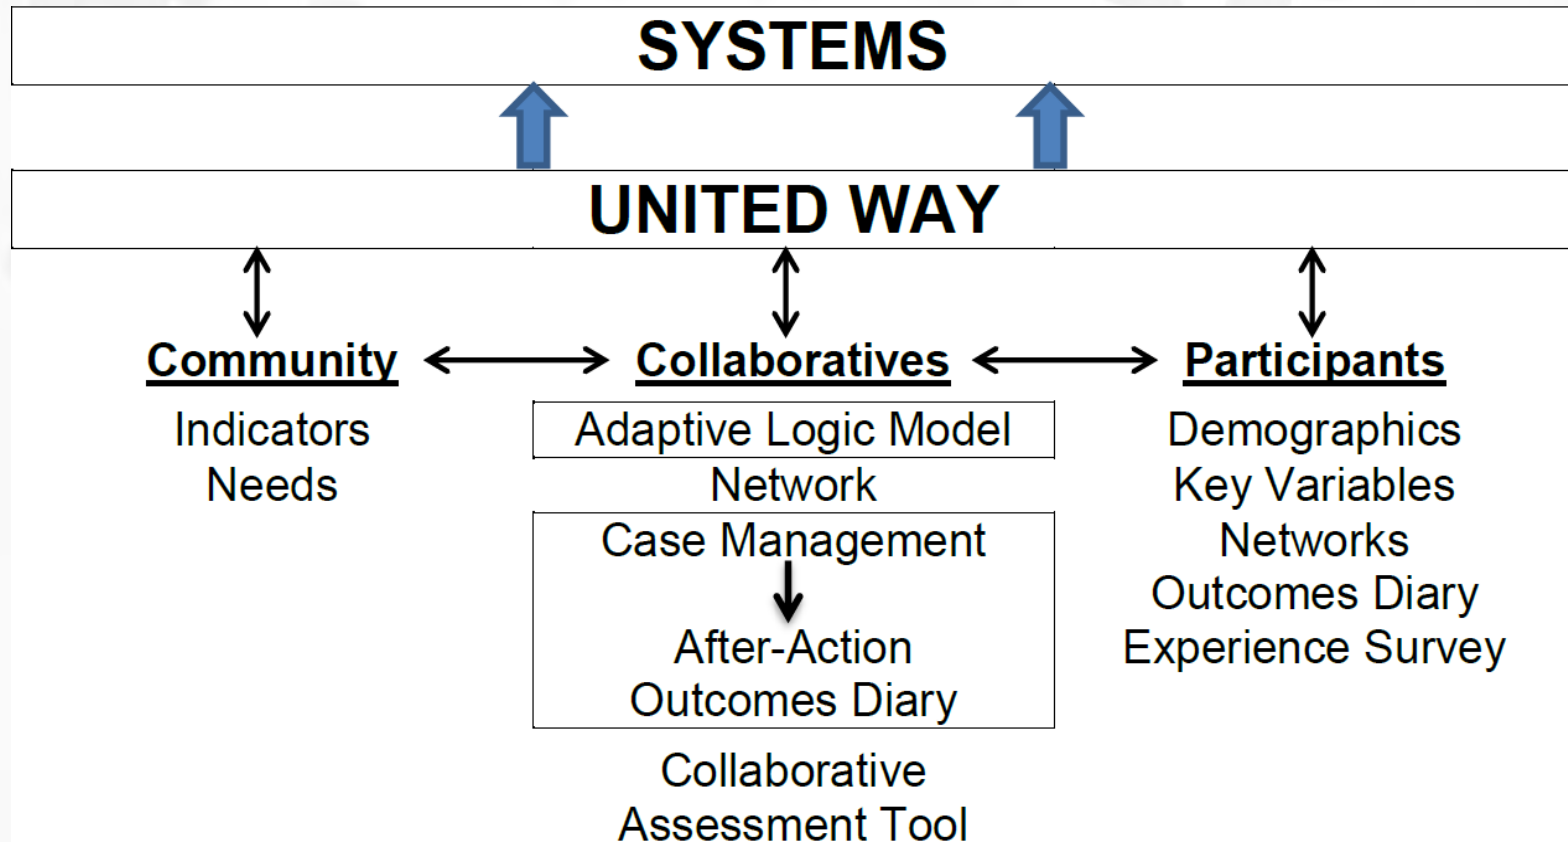 SYSTEMS
UNITED WAY
Community
Collaboratives
Participants
Indicators
Needs
Adaptive Logic Model
Network
Case Management
After-Action
Outcomes Diary
Collaborative
Assessment Tool
Demographics
Key Variables
Networks
Outcomes Diary
Experience Survey